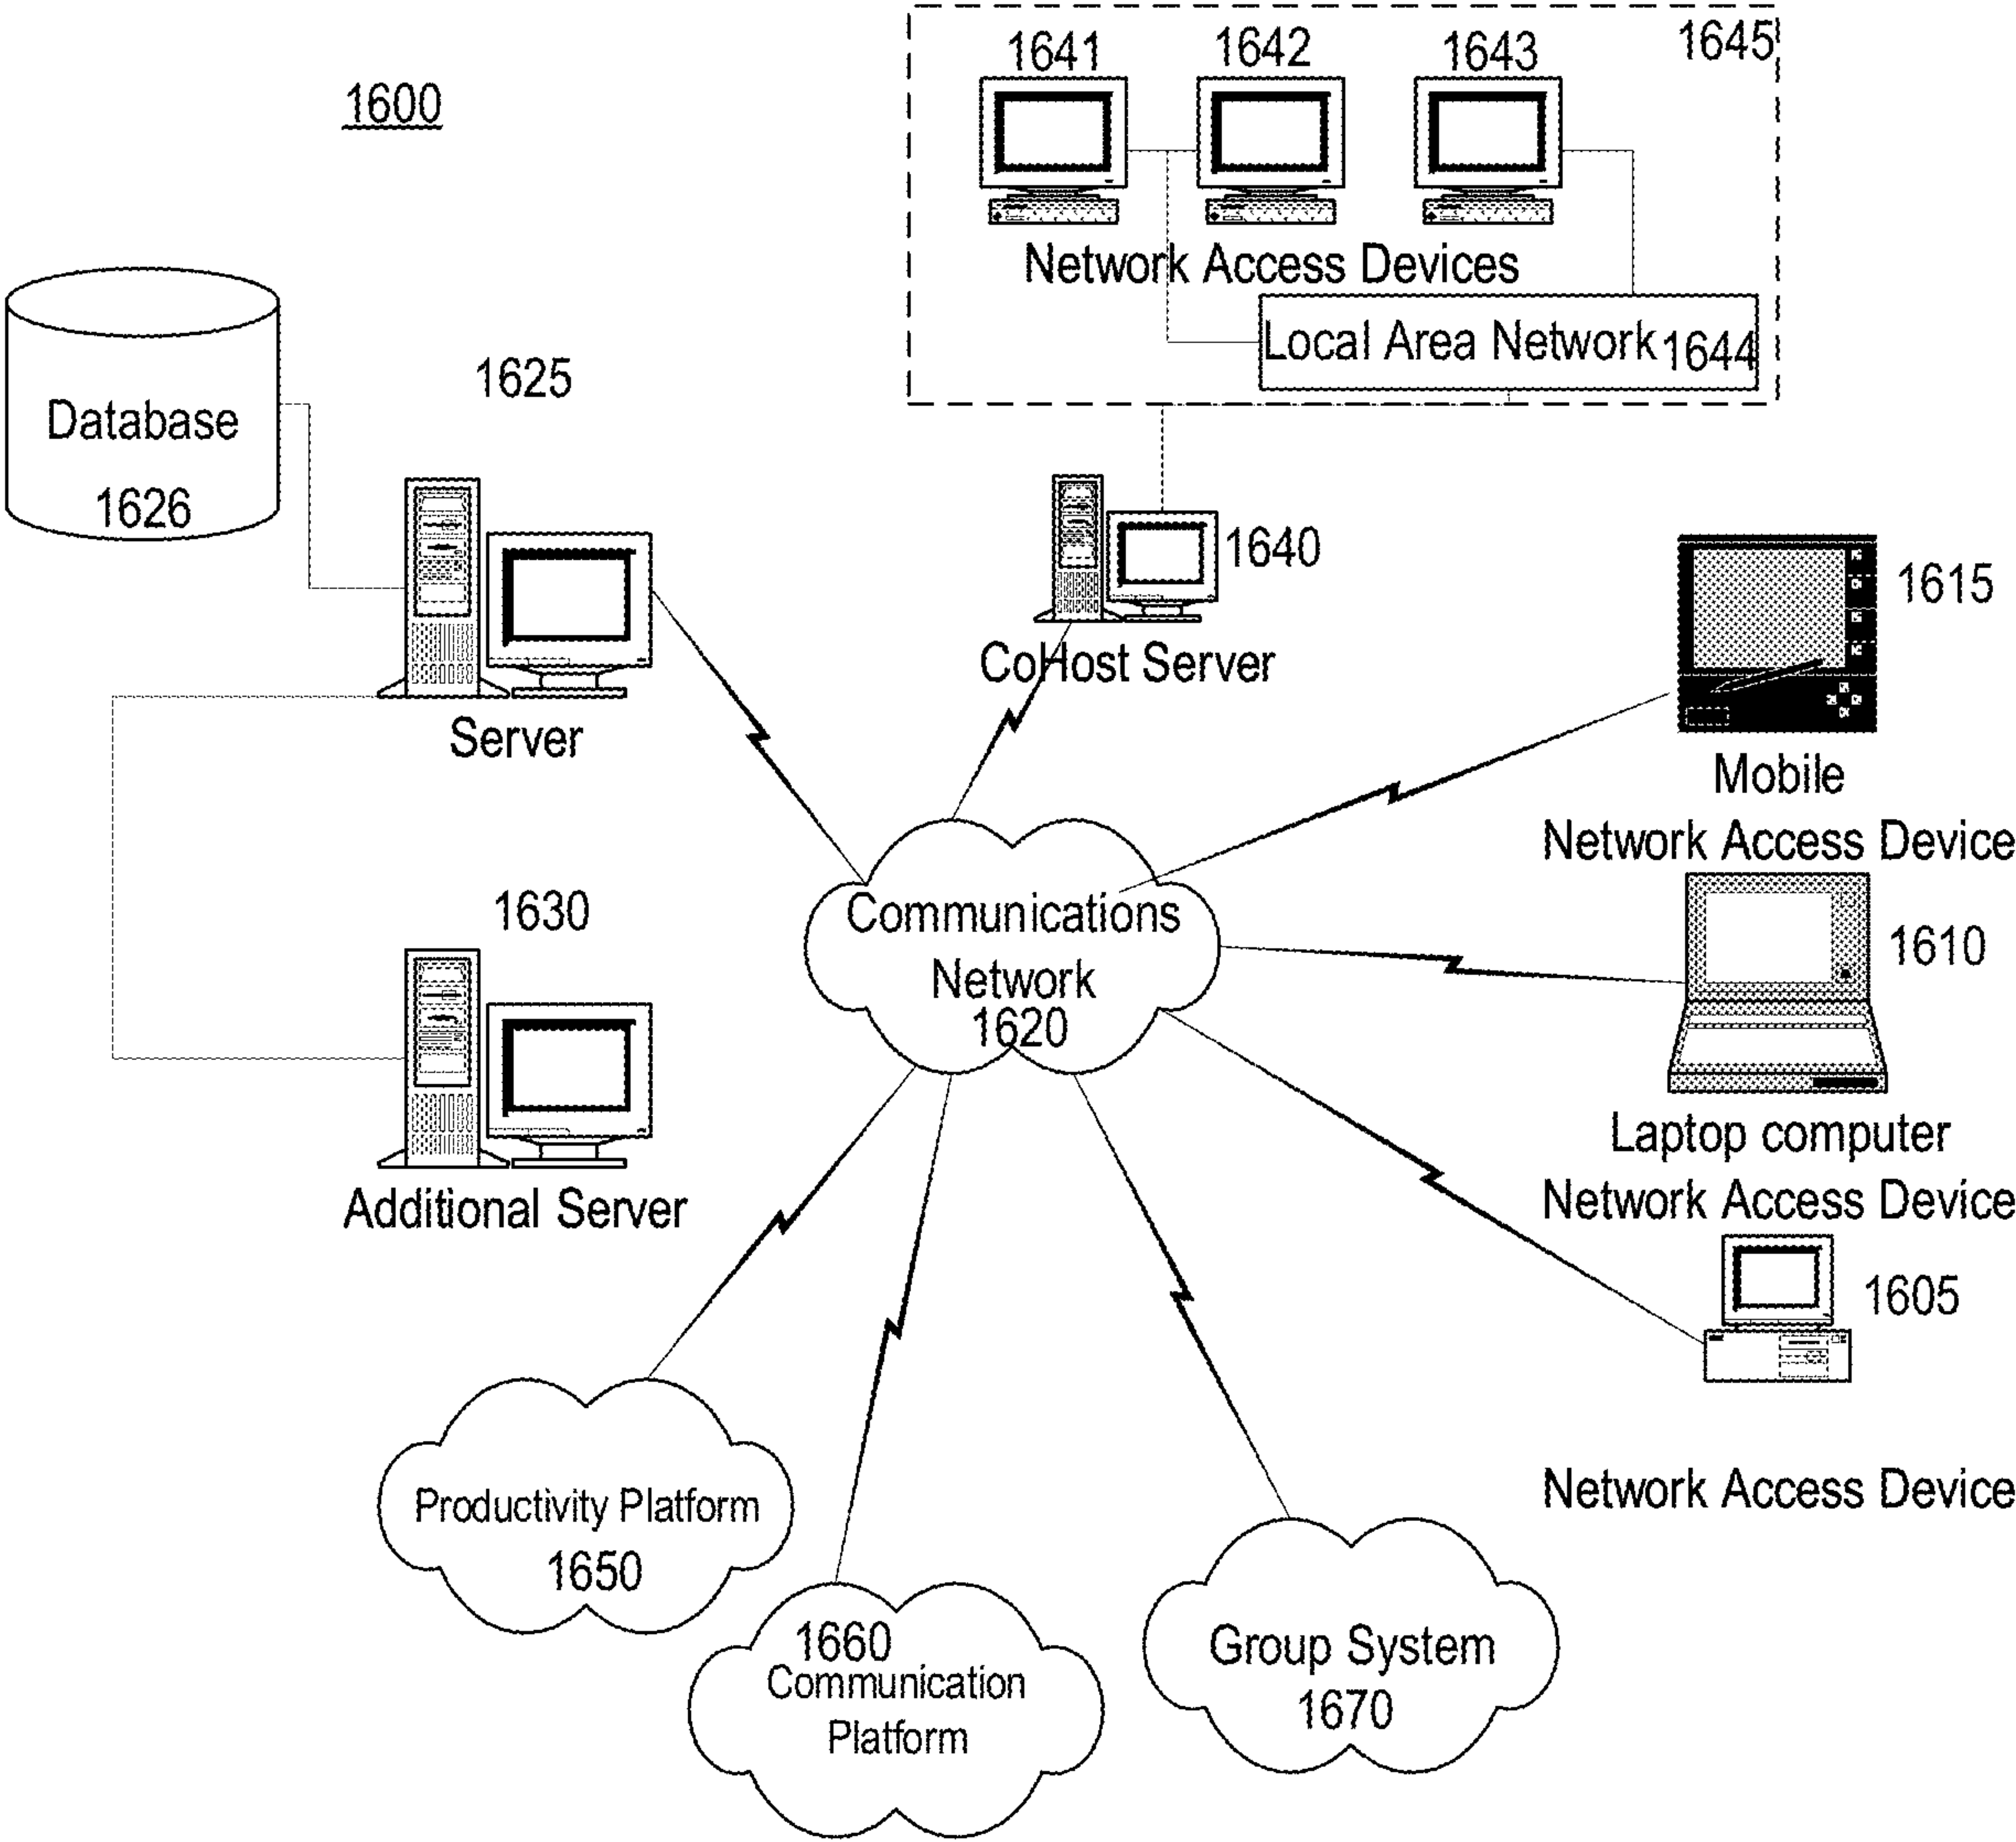 1600
1641
1642
1643
1645
Network Access Devices
Local Area Network 1644
Database
1626
1625
Server
1640
CoHost Server
1615
Mobile
Network Access Device
1630
Additional Server
Communications
Network
1620
1610
Laptop computer
Network Access Device
1605
Network Access Device
Productivity Platform
1650
1660
Communication
Platform
Group System
1670